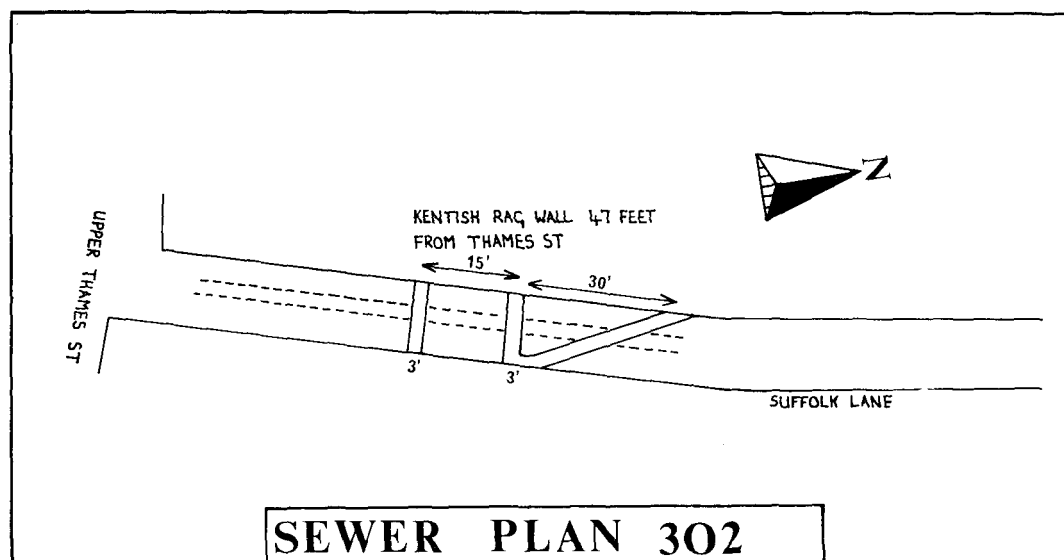 N
KENTISH RAG WALL 47 FEET
FROM THAMES ST
15'
30'
UPPER THAMES ST
3'
3'
SUFFOLK LANE
SEWER PLAN 302